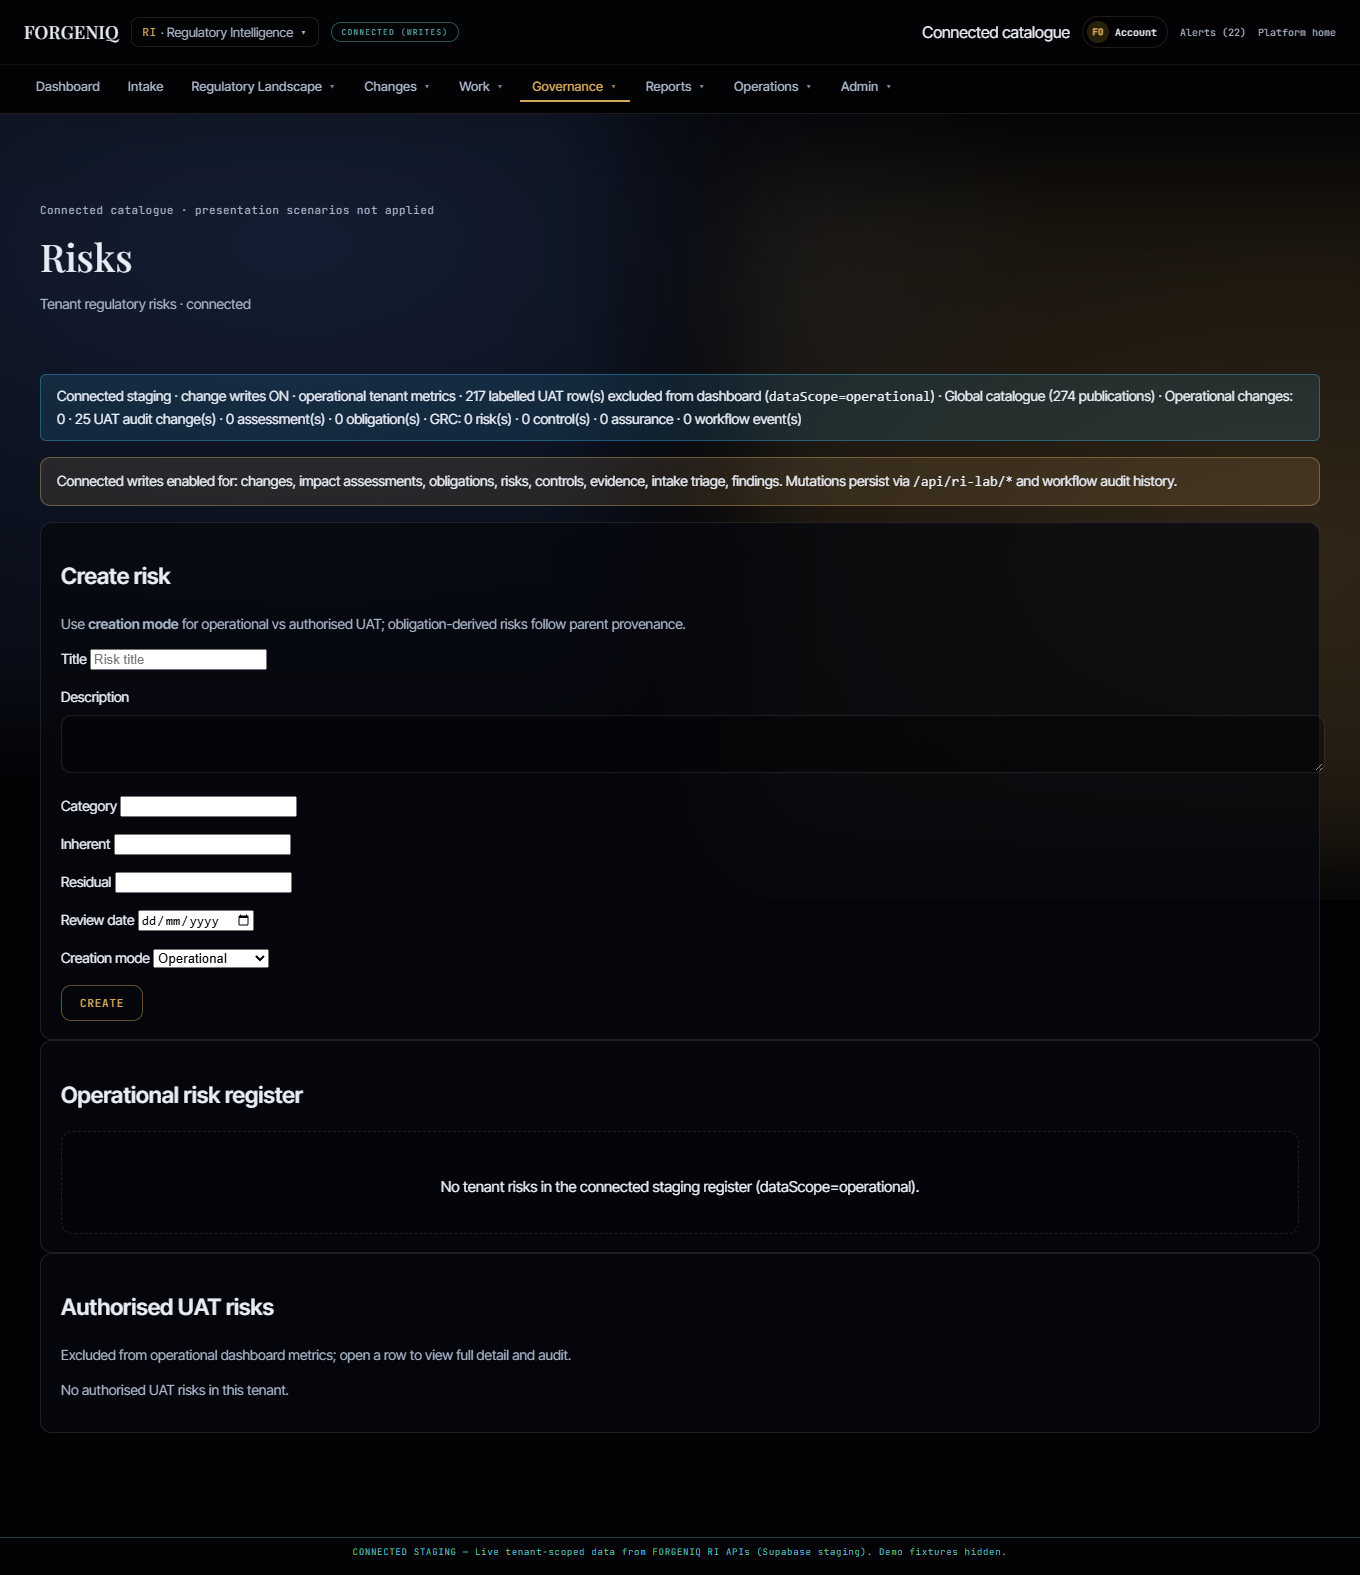 FORGENIQ
RI · Regulatory Intelligence ▾
CONNECTED (WRITES)
Connected catalogue
FO Account
Alerts (22)
Platform home
Dashboard
Intake
Regulatory Landscape ▾
Changes ▾
Work ▾
Governance ▾
Reports ▾
Operations ▾
Admin ▾
Connected catalogue · presentation scenarios not applied
Risks
Tenant regulatory risks · connected
Connected staging · change writes ON · operational tenant metrics · 217 labelled UAT row(s) excluded from dashboard (dataScope=operational) · Global catalogue (274 publications) · Operational changes:
0 · 25 UAT audit change(s) · 0 assessment(s) · 0 obligation(s) · GRC: 0 risk(s) · 0 control(s) · 0 assurance · 0 workflow event(s)
Connected writes enabled for: changes, impact assessments, obligations, risks, controls, evidence, intake triage, findings. Mutations persist via /api/ri-lab/* and workflow audit history.
Create risk
Use creation mode for operational vs authorised UAT; obligation-derived risks follow parent provenance.
Title Risk title
Description
Category
Inherent
Residual
Review date dd/mm/yyyy
Creation mode Operational
CREATE
Operational risk register
No tenant risks in the connected staging register (dataScope=operational).
Authorised UAT risks
Excluded from operational dashboard metrics; open a row to view full detail and audit.
No authorised UAT risks in this tenant.
CONNECTED STAGING — Live tenant-scoped data from FORGENIQ RI APIs (Supabase staging). Demo fixtures hidden.